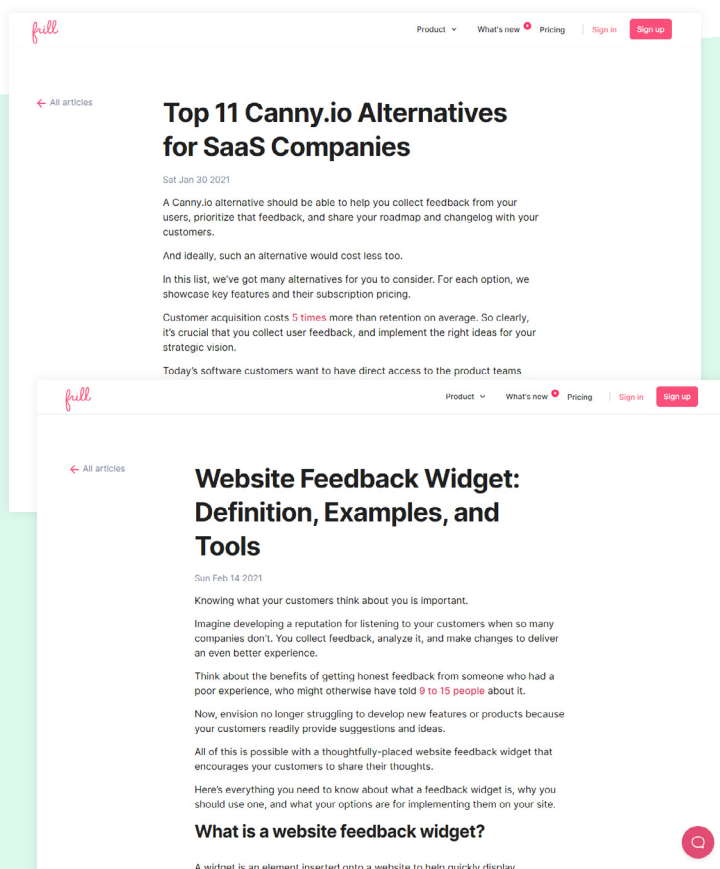 frill
Product
What's new
Pricing
Sign in
Sign up
All articles
Top 11 Canny.io Alternatives
for SaaS Companies
Sat Jan 30 2021
A Canny.io alternative should be able to help you collect feedback from your
users, prioritize that feedback, and share your roadmap and changelog with your
customers.
And ideally, such an alternative would cost less too.
In this list, we've got many alternatives for you to consider. For each option, we
showcase key features and their subscription pricing.
Customer acquisition costs 5 times more than retention on average. So clearly,
it's crucial that you collect user feedback, and implement the right ideas for your
strategic vision.
Today's software customers want to have direct access to the product teams
frill
Product
What's new
Pricing
Sign in
Sign up
All articles
Website Feedback Widget:
Definition, Examples, and
Tools
Sun Feb 14 2021
Knowing what your customers think about you is important.
Imagine developing a reputation for listening to your customers when so many
companies don't. You collect feedback, analyze it, and make changes to deliver
an even better experience.
Think about the benefits of getting honest feedback from someone who had a
poor experience, who might otherwise have told 9 to 15 people about it.
Now, envision no longer struggling to develop new features or products because
your customers readily provide suggestions and ideas.
All of this is possible with a thoughtfully-placed website feedback widget that
encourages your customers to share their thoughts.
Here's everything you need to know about what a feedback widget is, why you
should use one, and what your options are for implementing them on your site.
What is a website feedback widget?
A widget is an element inserted onto a website to help quickly display